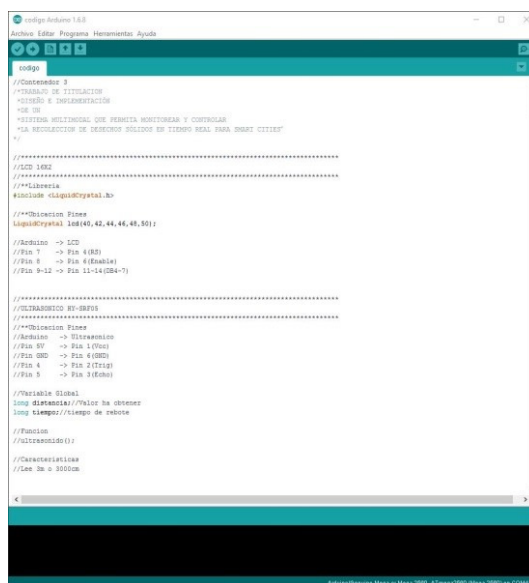 codigo Arduino 1.6.8
Archivo Editar Programa Herramientas Ayuda
codigo
//Contenedor 3
/*TRABAJO DE TITULACION
*DISEÑO E IMPLEMENTACIÓN
*DE UN
*SISTEMA MULTIMODAL QUE PERMITA MONITOREAR Y CONTROLAR
*LA RECOLECCION DE DESECHOS SÓLIDOS EN TIEMPO REAL PARA SMART CITIES"
*/
//******************************************************************************
//LCD 16X2
//******************************************************************************
//**Libreria
#include <LiquidCrystal.h>
//**Ubicacion Pines
LiquidCrystal lcd(40,42,44,46,48,50);
//Arduino -> LCD
//Pin 7 -> Pin 4(RS)
//Pin 8 -> Pin 6(Enable)
//Pin 9-12 -> Pin 11-14(DB4-7)
//******************************************************************************
//ULTRASONICO HY-SRF05
//******************************************************************************
//**Ubicacion Pines
//Arduino -> Ultrasonico
//Pin 5V -> Pin 1(Vcc)
//Pin GND -> Pin 6(GND)
//Pin 4 -> Pin 2(Trig)
//Pin 5 -> Pin 3(Echo)
//Variable Global
long distancia;//Valor ha obtener
long tiempo;//tiempo de rebote
//Funcion
//ultrasonido();
//Caracteristicas
//Lee 3m o 3000cm